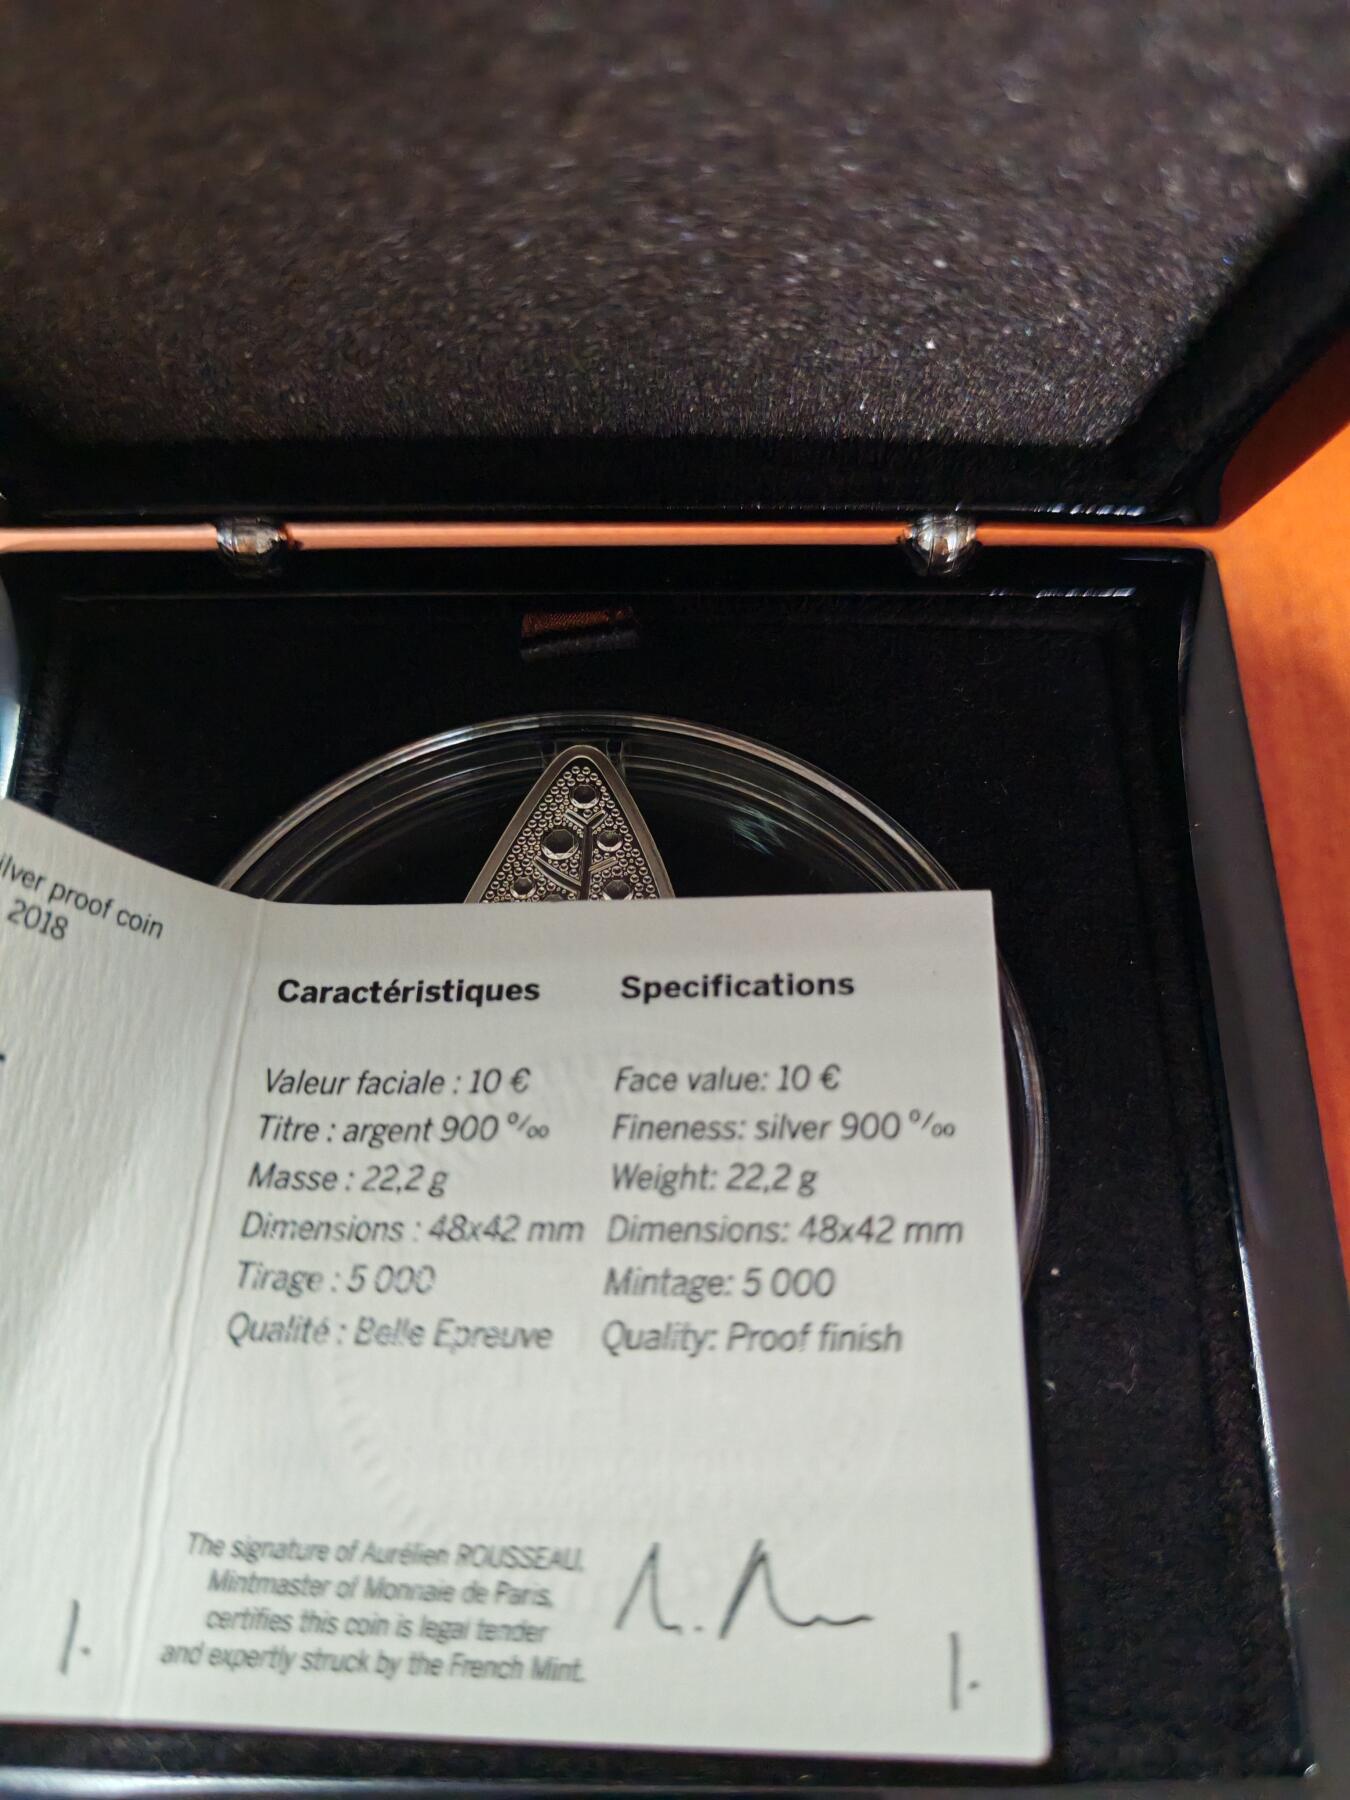 ilver proof coin
2018
Caractéristiques
Valeur faciale : 10 €
Titre : argent 900 ‰
Masse : 22,2 g
Dimensions : 48x42 mm
Tirage : 5 000
Qualité : Belle Epreuve
Specifications
Face value: 10 €
Fineness: silver 900 ‰
Weight: 22,2 g
Dimensions: 48x42 mm
Mintage: 5 000
Quality: Proof finish
The signature of Aurélien ROUSSEAU,
Mintmaster of Monnaie de Paris,
certifies this coin is legal tender
and expertly struck by the French Mint.